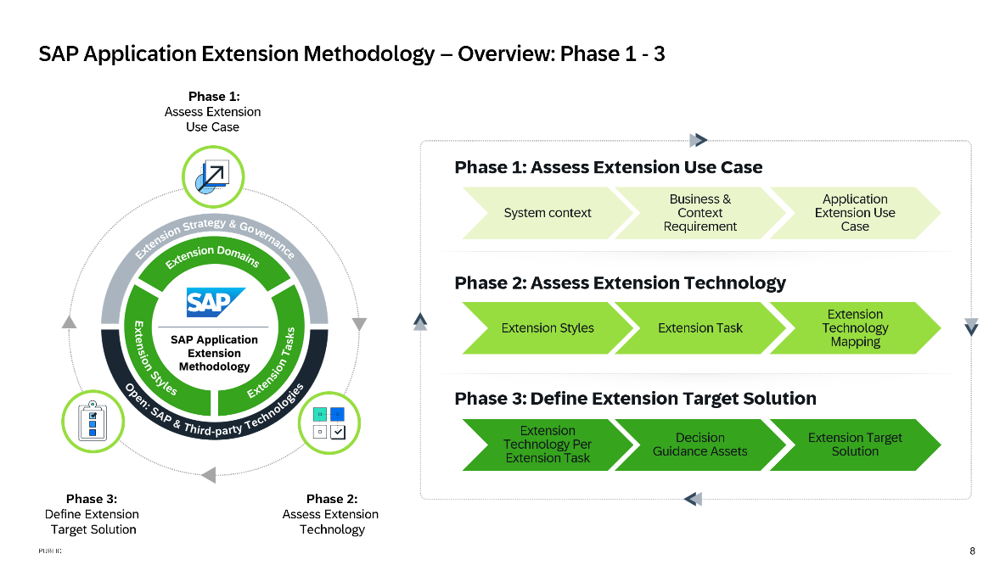 SAP Application Extension Methodology – Overview: Phase 1 - 3
Phase 1:
Assess Extension
Use Case
Extension Strategy & Governance
Extension Domains
Extension Styles
Extension Tasks
SAP
SAP Application
Extension
Methodology
Open: SAP & Third-party Technologies
Phase 3:
Define Extension
Target Solution
Phase 2:
Assess Extension
Technology
Phase 1: Assess Extension Use Case
System context
Business &
Context
Requirement
Application
Extension Use
Case
Phase 2: Assess Extension Technology
Extension Styles
Extension Task
Extension
Technology
Mapping
Phase 3: Define Extension Target Solution
Extension
Technology Per
Extension Task
Decision
Guidance Assets
Extension Target
Solution
PUBLIC
8